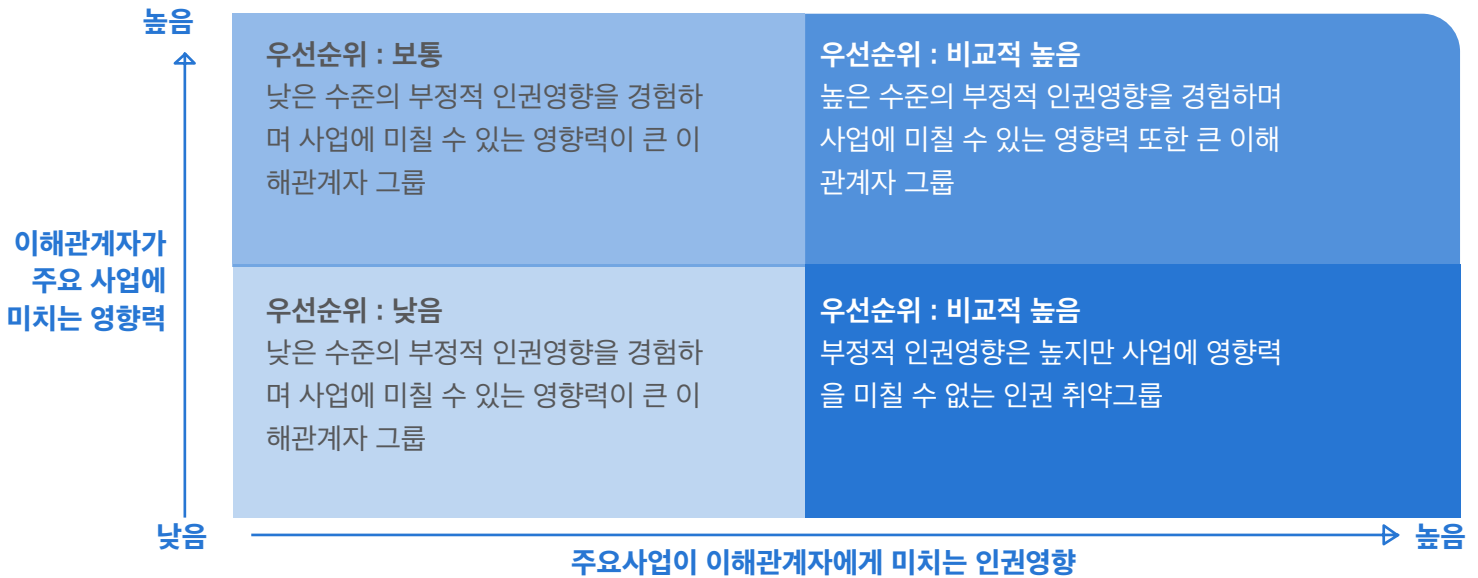 높음
우선순위 : 보통
낮은 수준의 부정적 인권영향을 경험하
며 사업에 미칠 수 있는 영향력이 큰 이
해관계자 그룹
우선순위 : 비교적 높음
높은 수준의 부정적 인권영향을 경험하며
사업에 미칠 수 있는 영향력 또한 큰 이해
관계자 그룹
이해관계자가
주요 사업에
미치는 영향력
우선순위 : 낮음
낮은 수준의 부정적 인권영향을 경험하
며 사업에 미칠 수 있는 영향력이 큰 이
해관계자 그룹
우선순위 : 비교적 높음
부정적 인권영향은 높지만 사업에 영향력
을 미칠 수 없는 인권 취약그룹
낮음
높음
주요사업이 이해관계자에게 미치는 인권영향